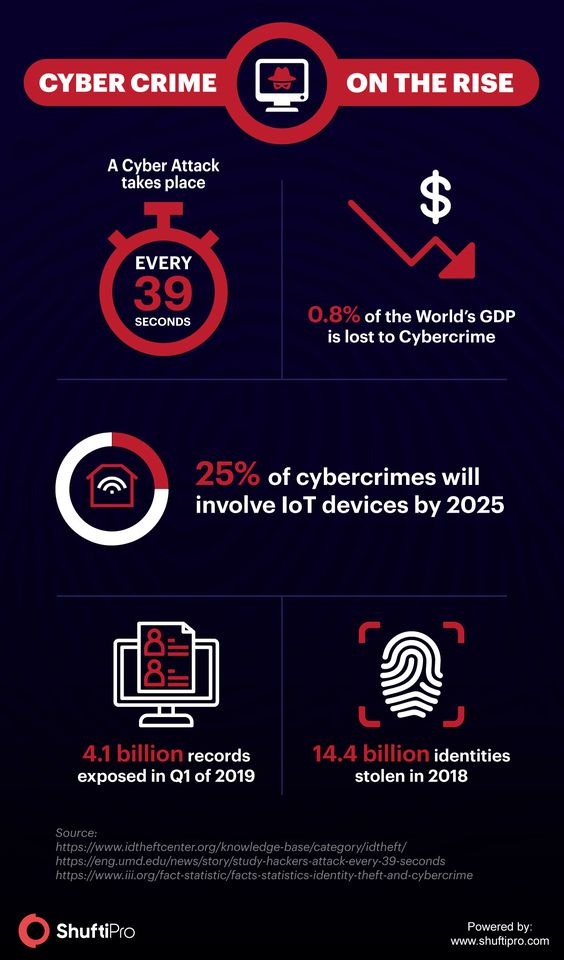 CYBER CRIME
ON THE RISE
A Cyber Attack
takes place
EVERY
39
SECONDS
$
0.8% of the World's GDP
is lost to Cybercrime
25% of cybercrimes will
involve IoT devices by 2025
4.1 billion records
exposed in Q1 of 2019
14.4 billion identities
stolen in 2018
Source:
https://www.idtheftcenter.org/knowledge-base/category/idtheft/
https://eng.umd.edu/news/story/study-hackers-attack-every-39-seconds
https://www.iii.org/fact-statistic/facts-statistics-identity-theft-and-cybercrime
ShuftiPro
Powered by:
www.shuftipro.com